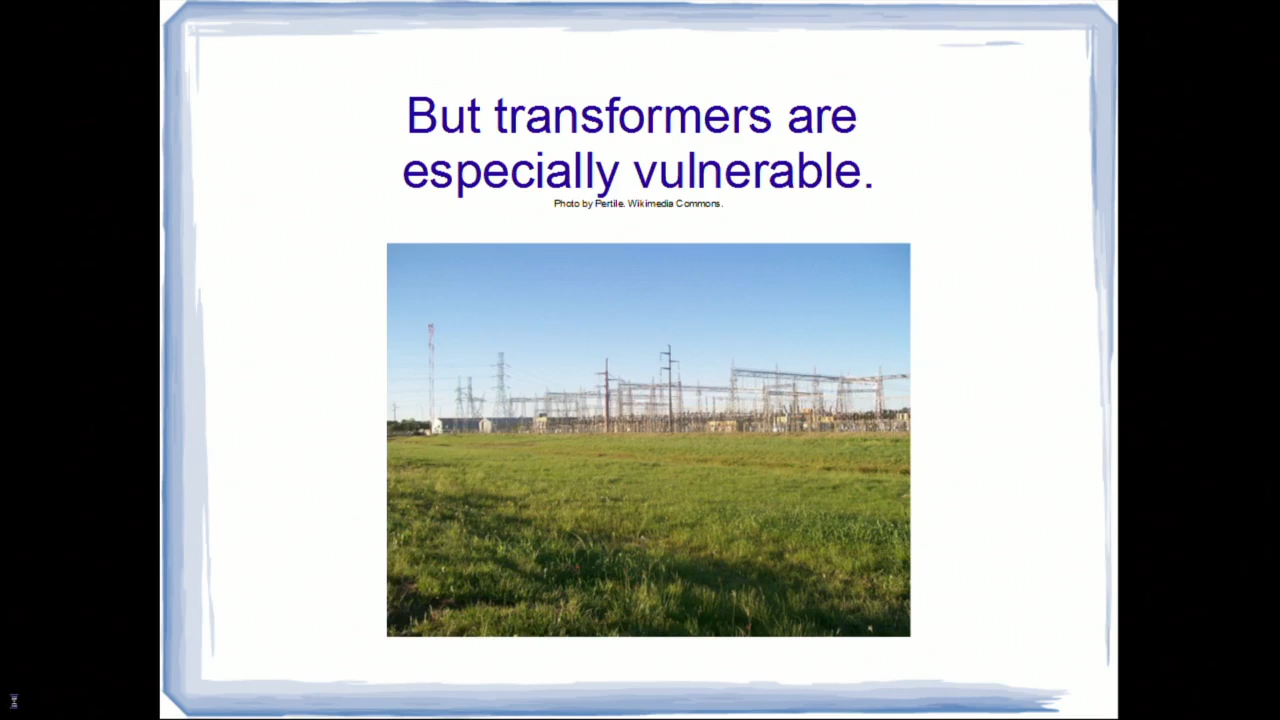 But transformers are
especially vulnerable.
Photo by Pertile. Wikimedia Commons.